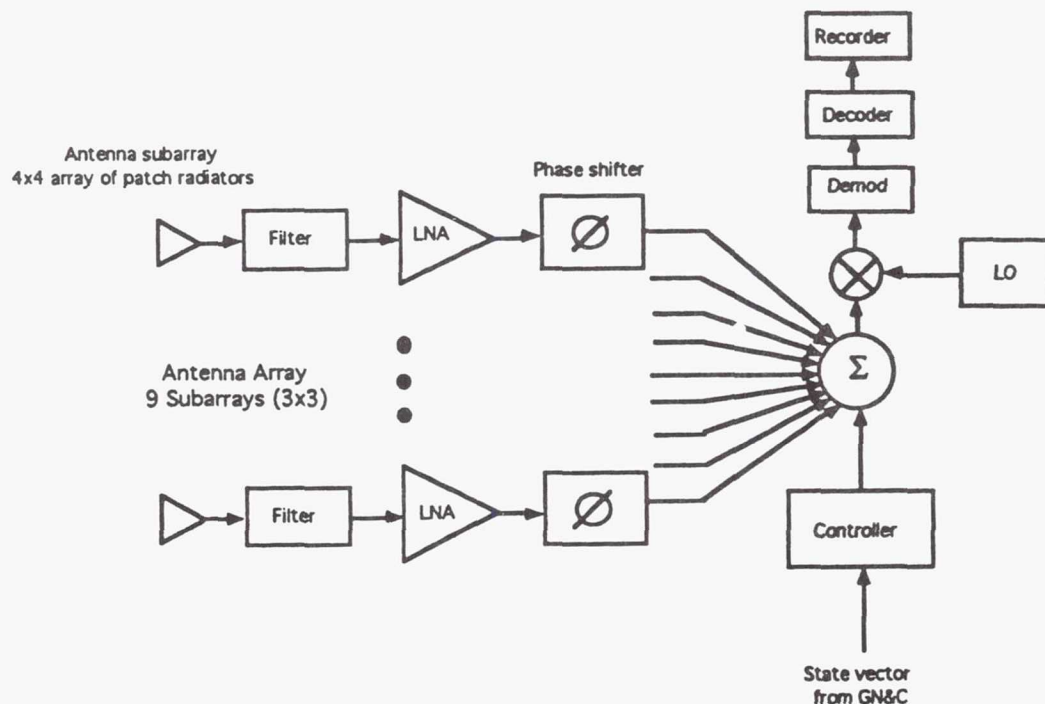 Recorder
Decoder
Antenna subarray
4x4 array of patch radiators
Phase shifter
Demod
Filter
LNA
Ø
LO
Antenna Array
9 Subarrays (3x3)
Σ
Filter
LNA
Ø
Controller
State vector
from GN&C